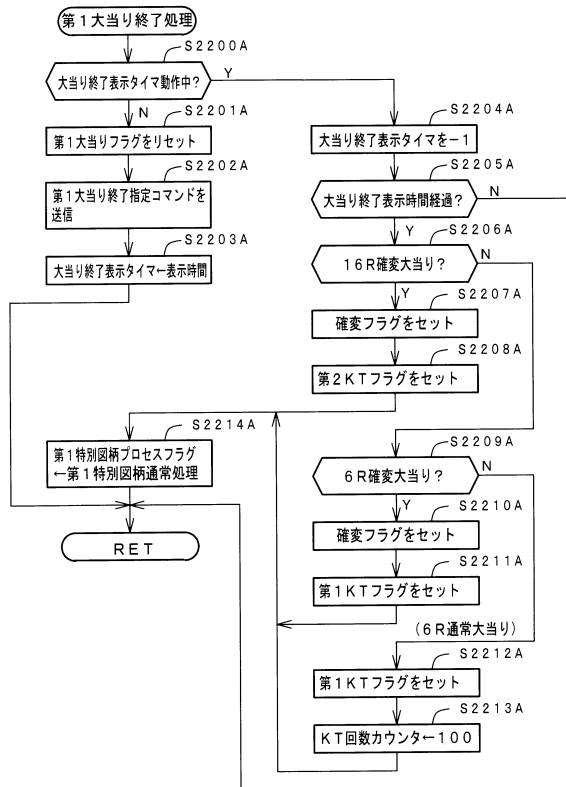 第1大当り終了処理
S2200A
大当り終了表示タイマ動作中?
Y
N
S2201A
第1大当りフラグをリセット
S2202A
第1大当り終了指定コマンドを
送信
S2203A
大当り終了表示タイマ←表示時間
S2204A
大当り終了表示タイマを−1
S2205A
大当り終了表示時間経過?
N
Y
S2206A
16R確変大当り?
N
Y
S2207A
確変フラグをセット
S2208A
第2KTフラグをセット
S2214A
第1特別図柄プロセスフラグ
←第1特別図柄通常処理
RET
S2209A
6R確変大当り?
N
Y
S2210A
確変フラグをセット
S2211A
第1KTフラグをセット
(6R通常大当り)
S2212A
第1KTフラグをセット
S2213A
KT回数カウンタ←100